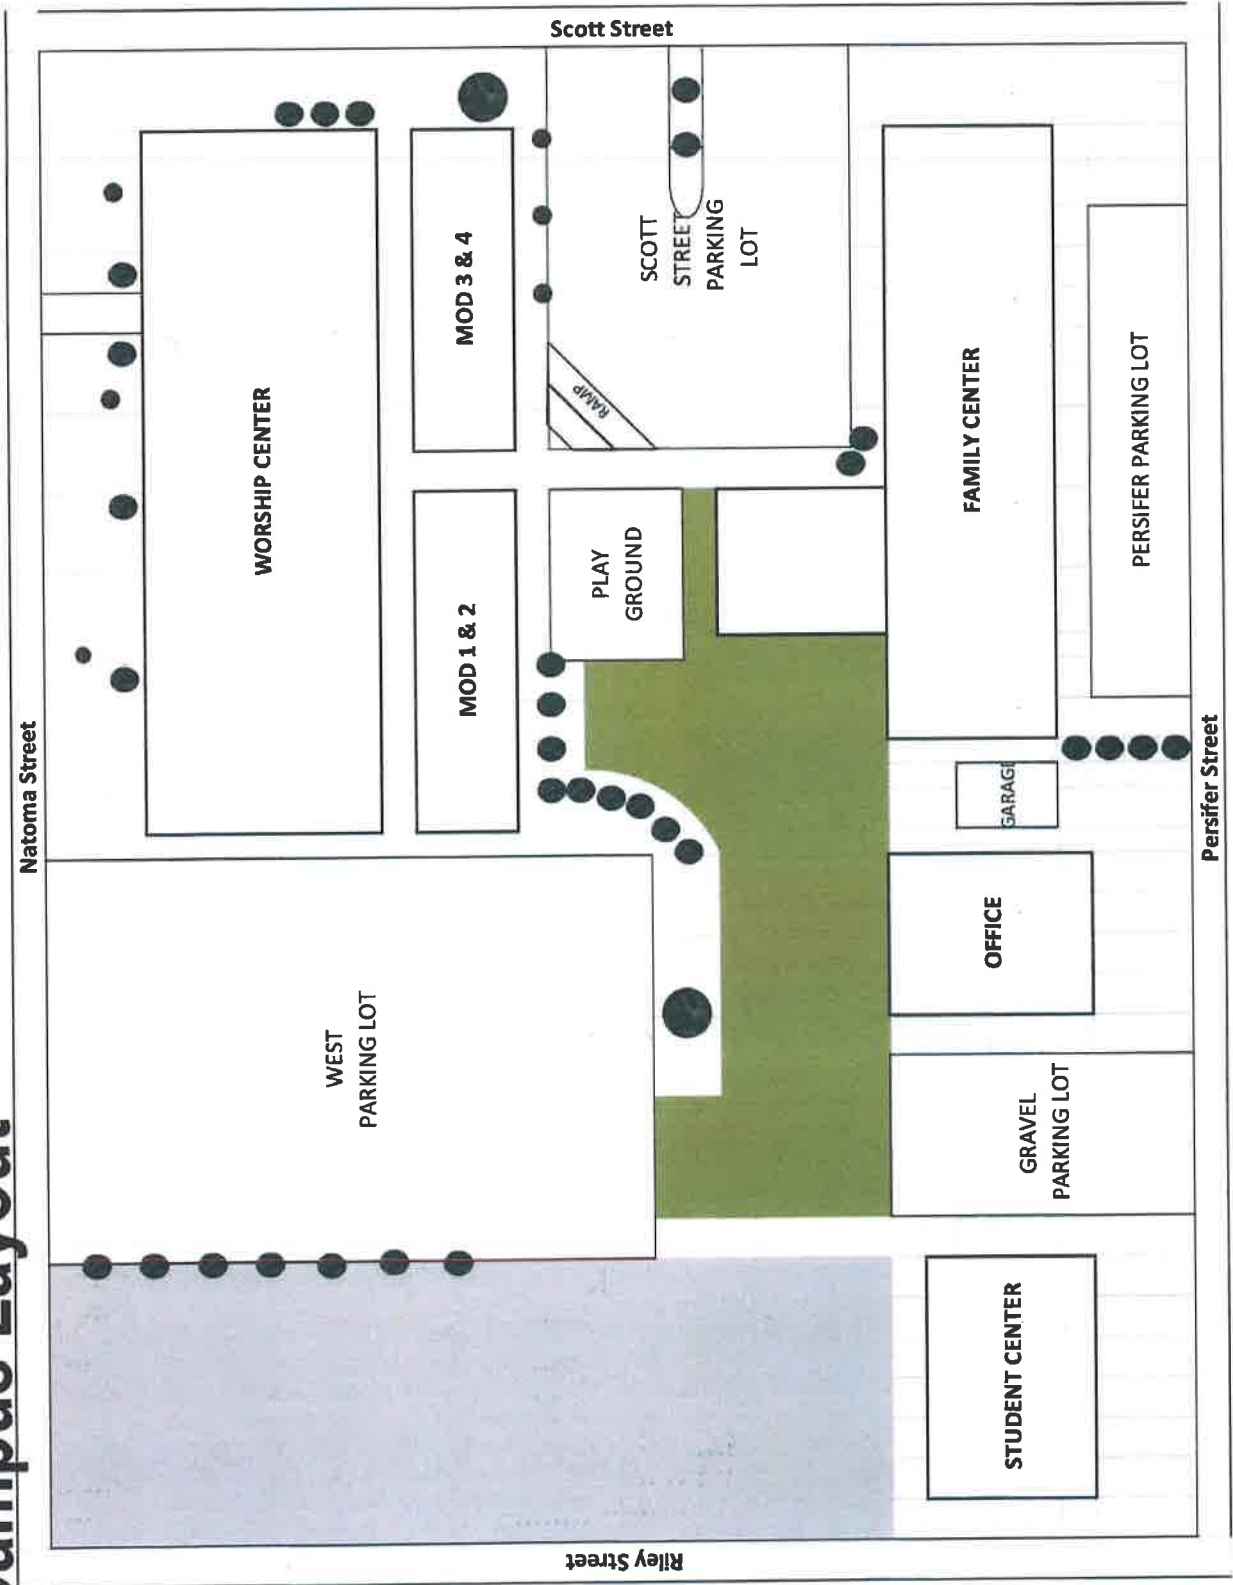 Campus Layout
Natoma Street
Riley Street
WEST
PARKING LOT
WORSHIP CENTER
MOD 1 & 2
MOD 3 & 4
Scott Street
RAMP
PLAY
GROUND
SCOTT
STREET
PARKING
LOT
STUDENT CENTER
GRAVEL
PARKING LOT
OFFICE
GARAGE
FAMILY CENTER
PERSIFER PARKING LOT
Persifer Street